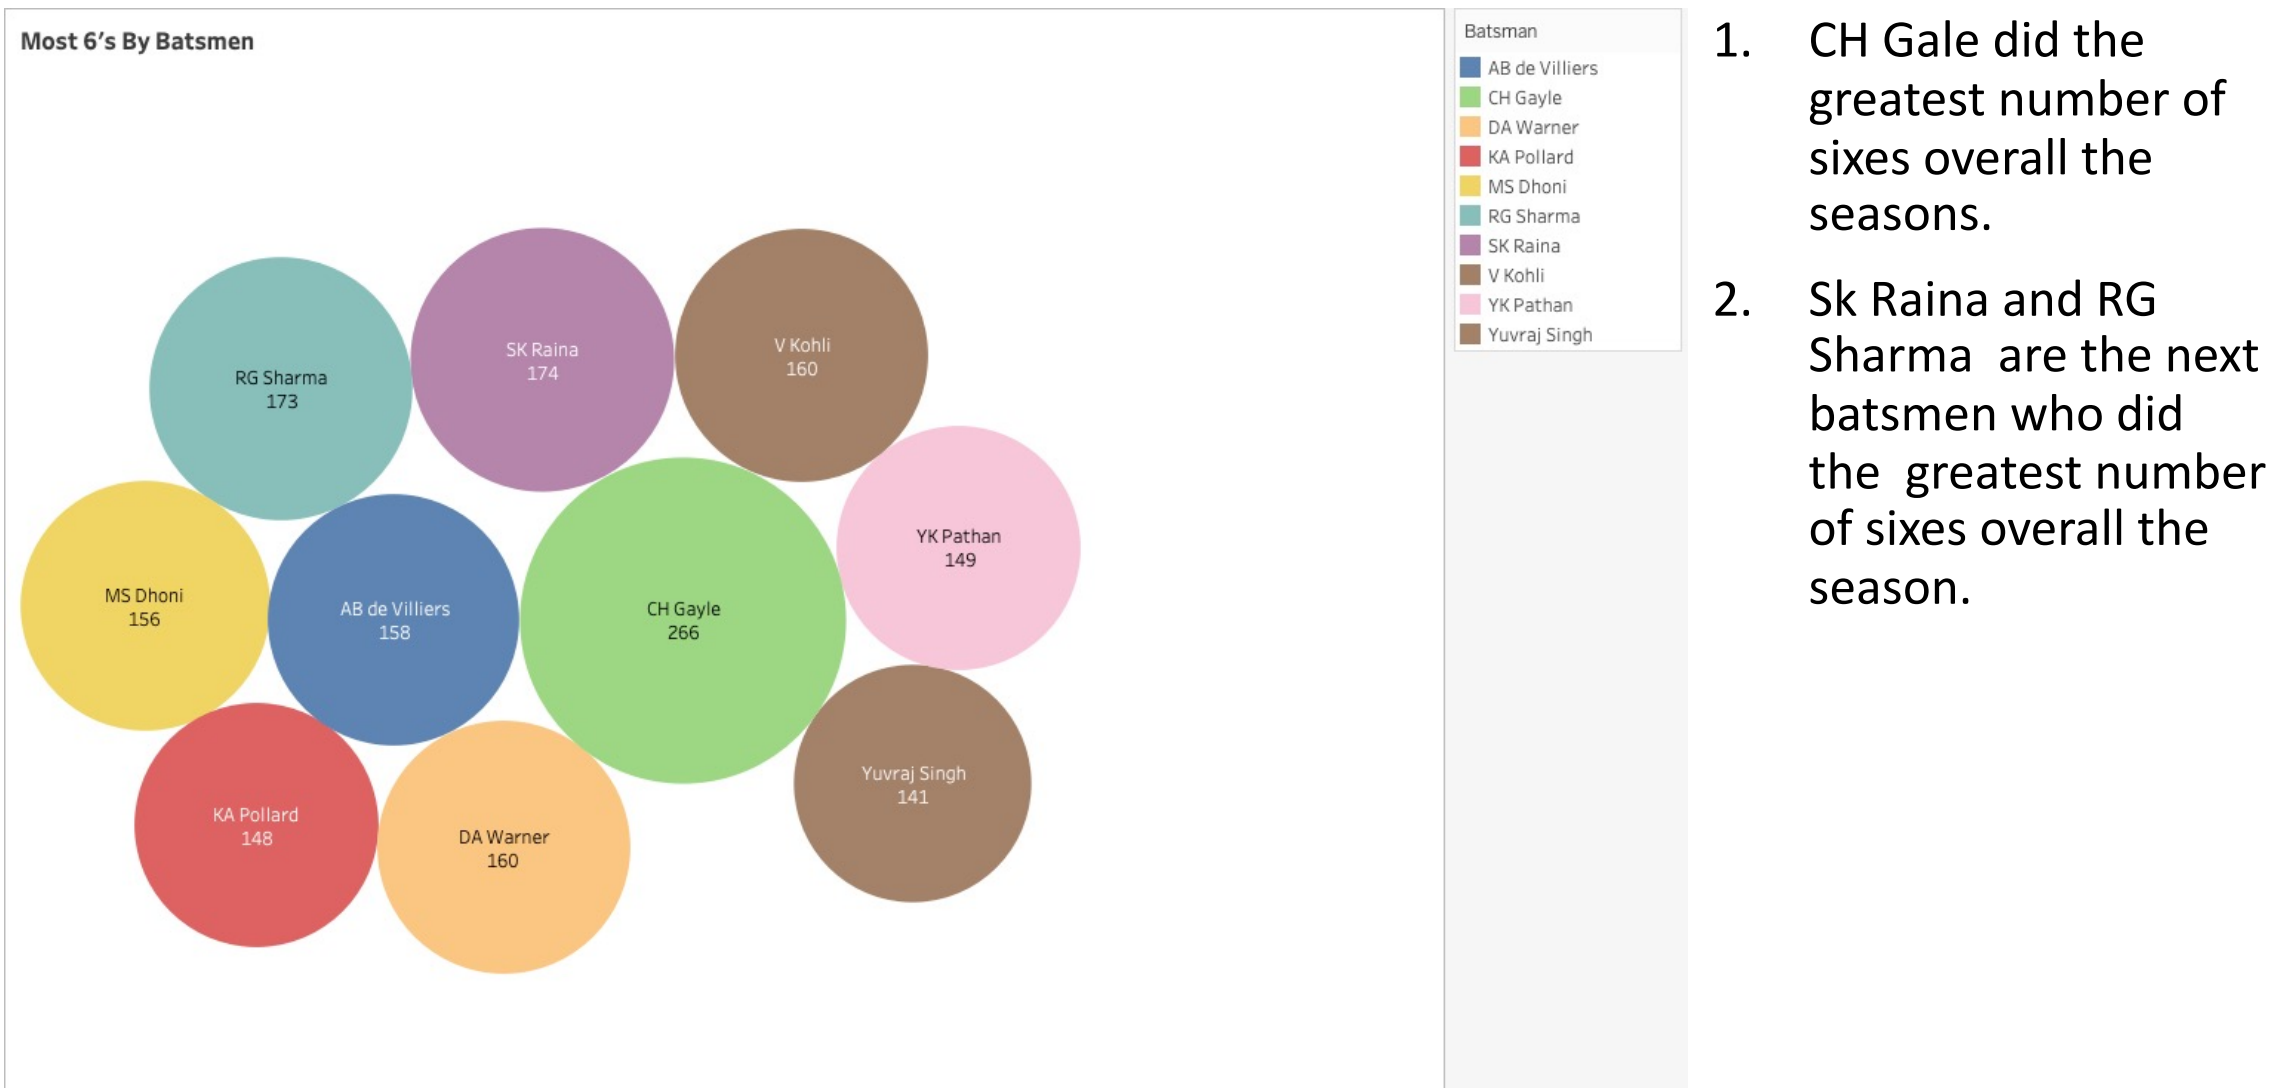 Most 6's By Batsmen
RG Sharma
173
SK Raina
174
V Kohli
160
YK Pathan
149
MS Dhoni
156
AB de Villiers
158
CH Gayle
266
Yuvraj Singh
141
KA Pollard
148
DA Warner
160
Batsman
AB de Villiers
CH Gayle
DA Warner
KA Pollard
MS Dhoni
RG Sharma
SK Raina
V Kohli
YK Pathan
Yuvraj Singh
1. CH Gale did the
greatest number of
sixes overall the
seasons.
2. Sk Raina and RG
Sharma  are the next
batsmen who did
the  greatest number
of sixes overall the
season.